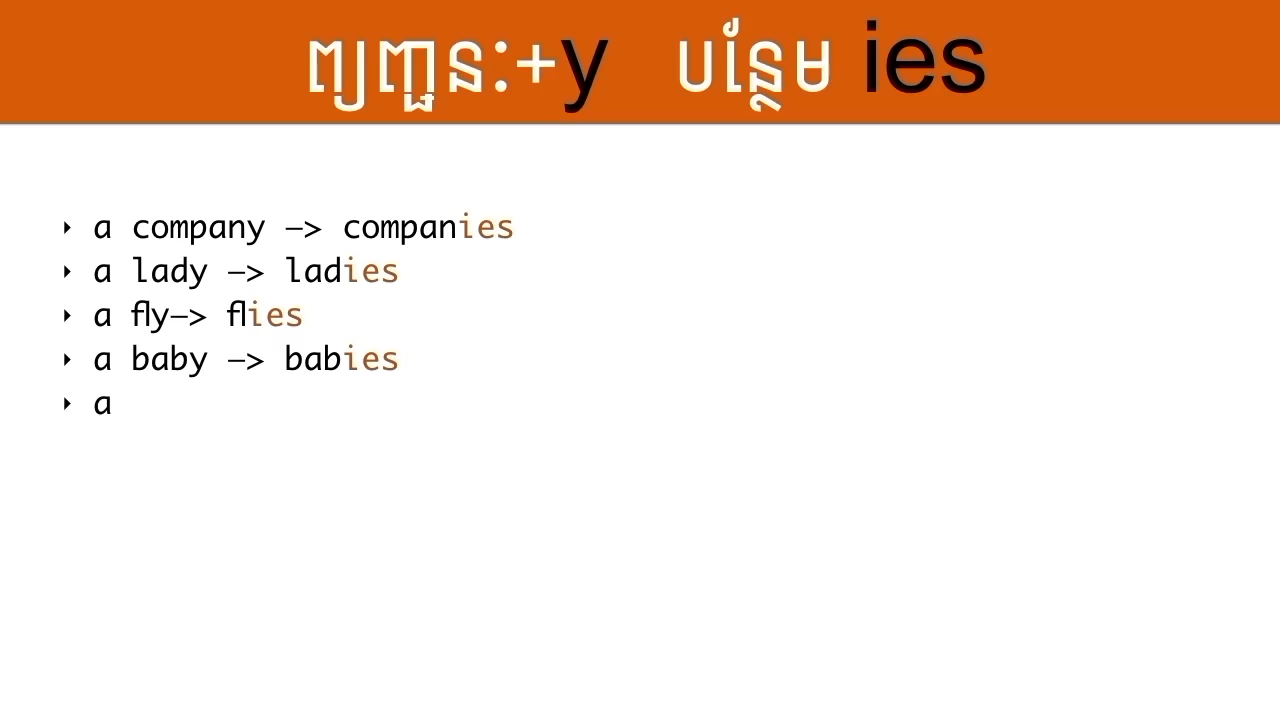 ព្យញ្ជនៈ+y បន្ថែម ies
‣ a company —> companies
‣ a lady —> ladies
‣ a fly—> flies
‣ a baby —> babies
‣ a